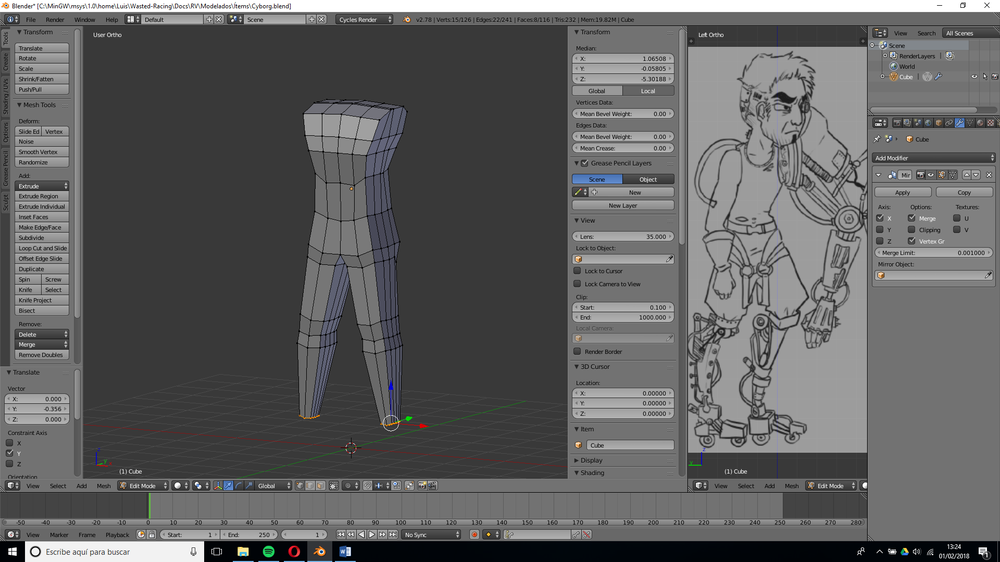 Blender* [C:\MinGW\msys\1.0\home\Luis\Wasted-Racing\Docs\RV\Modelados\Ítems\Cyborg.blend]
File Render Window Help Default Scene Cycles Render v2.78 | Verts:15/126 | Edges:22/241 | Faces:8/116 | Tris:232 | Mem:19.82M | Cube
Tools
Create
Shading / UVs
Options
Grease Pencil
Sculpt
Transform
Translate
Rotate
Scale
Shrink/Fatten
Push/Pull
Mesh Tools
Deform:
Slide Ed Vertex
Noise
Smooth Vertex
Randomize
Add:
Extrude
Extrude Region
Extrude Individual
Inset Faces
Make Edge/Face
Subdivide
Loop Cut and Slide
Offset Edge Slide
Duplicate
Spin Screw
Knife Select
Knife Project
Bisect
Remove:
Delete
Merge
Remove Doubles
Translate
Vector
X: 0.000
Y: -0.356
Z: 0.000
Constraint Axis
X
Y
Z
Orientation
User Ortho
z
y
x
(1) Cube
Transform
Median:
X: 1.06508
Y: -0.05805
Z: -5.30188
Global Local
Vertices Data:
Mean Bevel Weight: 0.00
Edges Data:
Mean Bevel Weight: 0.00
Mean Crease: 0.00
Grease Pencil Layers
Scene Object
New
New Layer
View
Lens: 35.000
Lock to Object:
Lock to Cursor
Lock Camera to View
Clip:
Start: 0.100
End: 1000.000
Local Camera:
Render Border
3D Cursor
Location:
X: 0.00000
Y: 0.00000
Z: 0.00000
Item
Cube
Display
Shading
Left Ortho
z
y
(1) Cube
View Search All Scenes
Scene
RenderLayers |
World
Cube |
Cube
Add Modifier
Mir
Apply Copy
Axis: Options: Textures:
X Merge U
Y Clipping V
Z Vertex Gr
Merge Limit: 0.001000
Mirror Object:
View Select Add Mesh Edit Mode Global
View Select Add Mesh Edit Mode
-50 -40 -30 -20 -10 0 10 20 30 40 50 60 70 80 90 100 110 120 130 140 150 160 170 180 190 200 210 220 230 240 250 260 270 280
View Marker Frame Playback Start: 1 End: 250 1 No Sync
Escribe aquí para buscar
13:24
01/02/2018
1